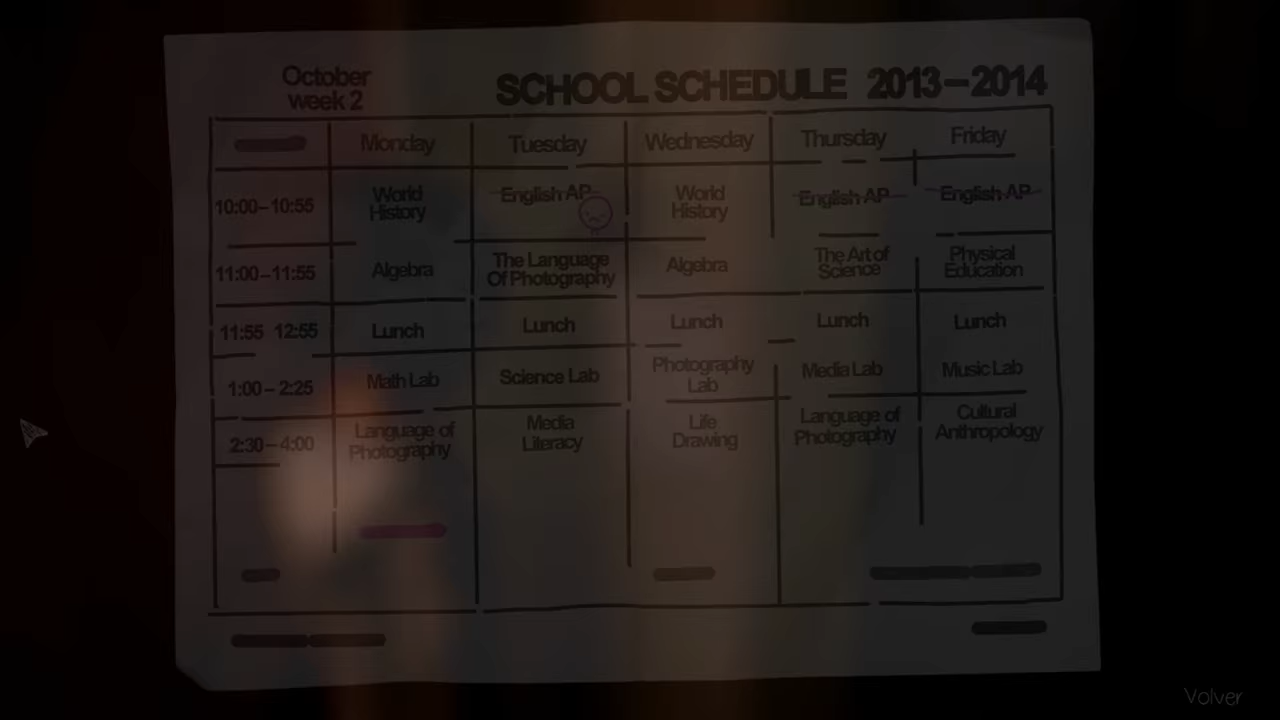 October
week 2
SCHOOL SCHEDULE 2013-2014
Monday Tuesday Wednesday Thursday Friday
10:00-10:55 World History English AP World History English AP English AP
11:00-11:55 Algebra The Language Of Photography Algebra The Art of Science Physical Education
11:55 12:55 Lunch Lunch Lunch Lunch Lunch
1:00-2:25 Math Lab Science Lab Photography Lab Media Lab Music Lab
2:30-4:00 Language of Photography Media Literacy Life Drawing Language of Photography Cultural Anthropology
Volver